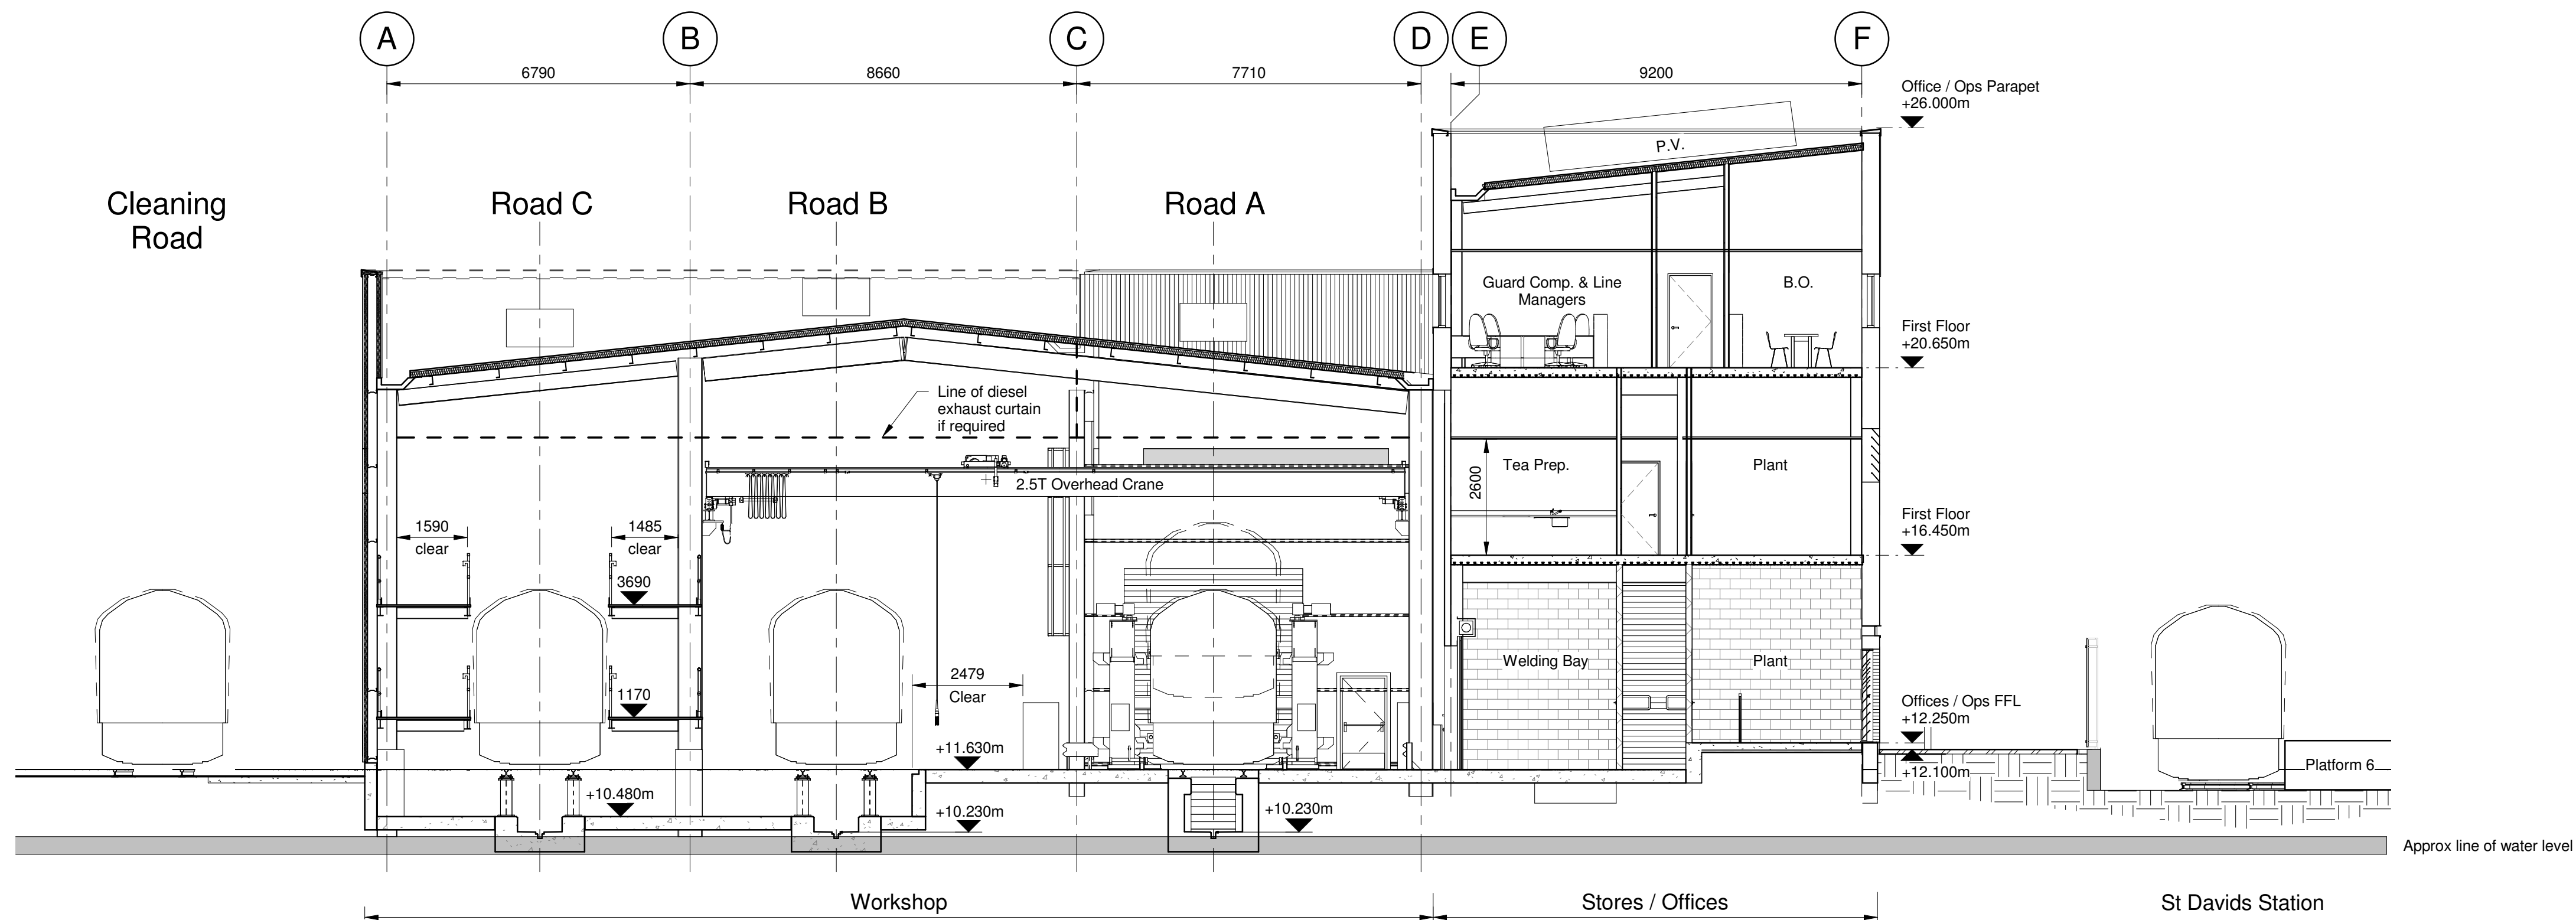 A
B
C
D
E
F
6790
8660
7710
9200
Office / Ops Parapet
+26.000m
P.V.
Cleaning
Road
Road C
Road B
Road A
Guard Comp. & Line
Managers
B.O.
First Floor
+20.650m
Line of diesel
exhaust curtain
if required
2.5T Overhead Crane
2600
Tea Prep.
Plant
First Floor
+16.450m
1590
clear
1485
clear
3690
1170
2479
Clear
Welding Bay
Plant
Offices / Ops FFL
+12.250m
+12.100m
+11.630m
+10.480m
+10.230m
+10.230m
Platform 6
Approx line of water level
Workshop
Stores / Offices
St Davids Station